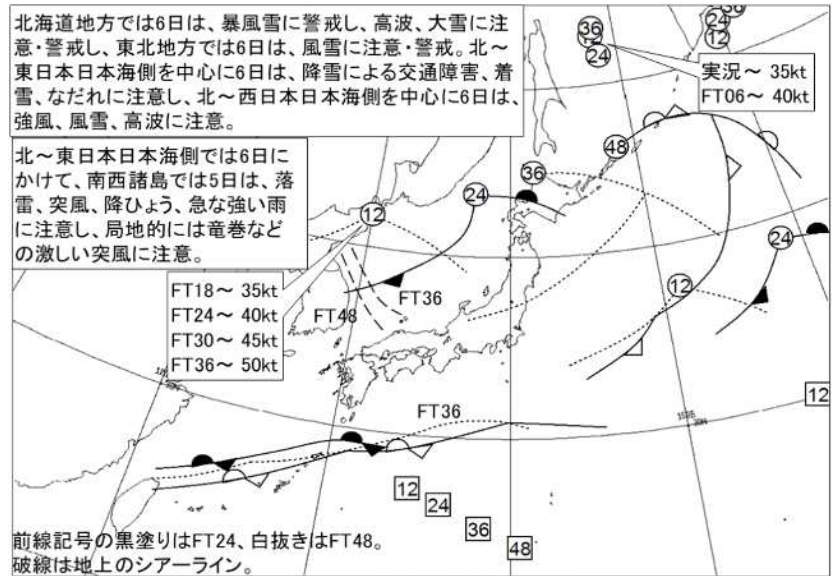 北海道地方では6日は、暴風雪に警戒し、高波、大雪に注
意・警戒し、東北地方では6日は、風雪に注意・警戒。北～
東日本日本海側を中心に6日は、降雪による交通障害、着
雪、なだれに注意し、北～西日本日本海側を中心に6日は、
強風、風雪、高波に注意。
北～東日本日本海側では6日に
かけて、南西諸島では5日は、落
雷、突風、降ひょう、急な強い雨
に注意し、局地的には竜巻など
の激しい突風に注意。
36
24
24
12
実況～ 35kt
FT06～ 40kt
48
36
24
12
24
12
FT18～ 35kt
FT24～ 40kt
FT30～ 45kt
FT36～ 50kt
FT36
FT48
FT36
12
12
24
36
48
前線記号の黒塗りはFT24、白抜きはFT48。
破線は地上のシアーライン。